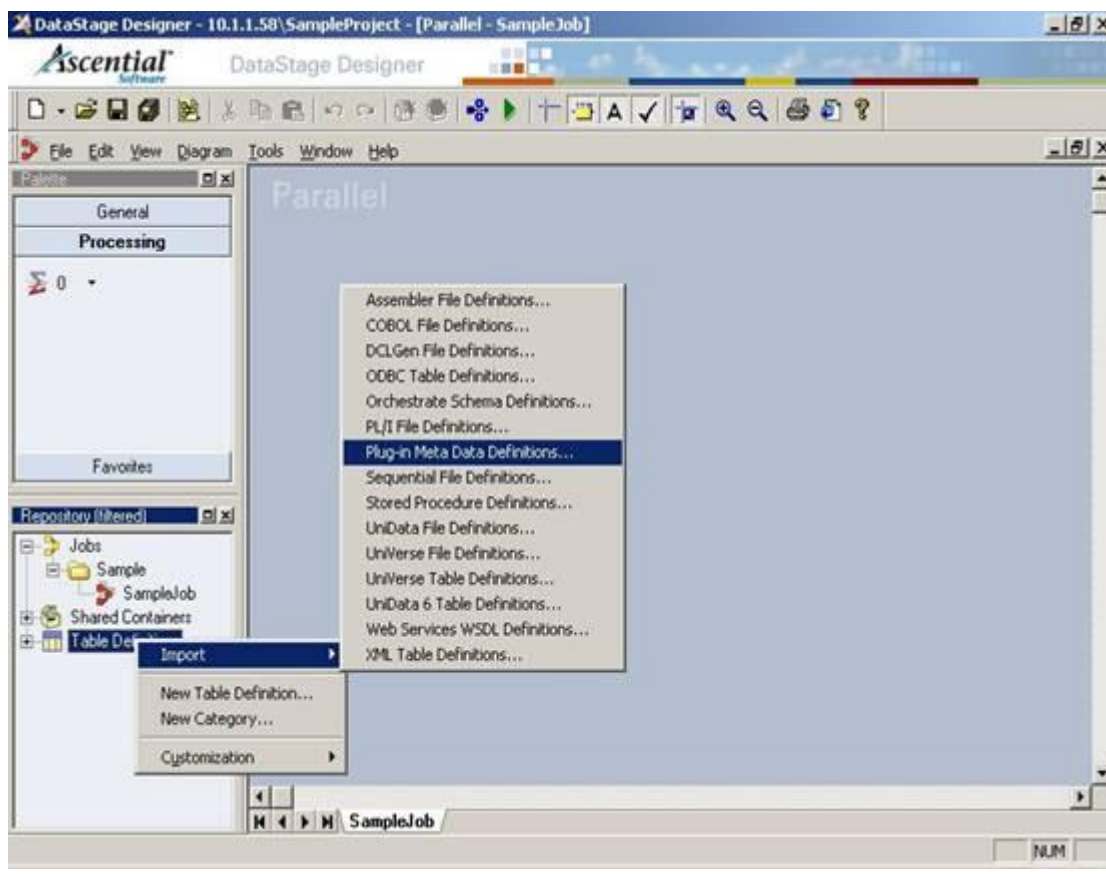 DataStage Designer - 10.1.1.58\SampleProject - [Parallel - SampleJob]
Ascential
Software
DataStage Designer
File Edit View Diagram Tools Window Help
Palette
General
Processing
0
Favorites
Repository (filtered)
Jobs
Sample
SampleJob
Shared Containers
Table De
Parallel
Import
New Table Definition...
New Category...
Customization
Assembler File Definitions...
COBOL File Definitions...
DCLGen File Definitions...
ODBC Table Definitions...
Orchestrate Schema Definitions...
PL/I File Definitions...
Plug-in Meta Data Definitions...
Sequential File Definitions...
Stored Procedure Definitions...
UniData File Definitions...
UniVerse File Definitions...
UniVerse Table Definitions...
UniData 6 Table Definitions...
Web Services WSDL Definitions...
XML Table Definitions...
SampleJob
NUM